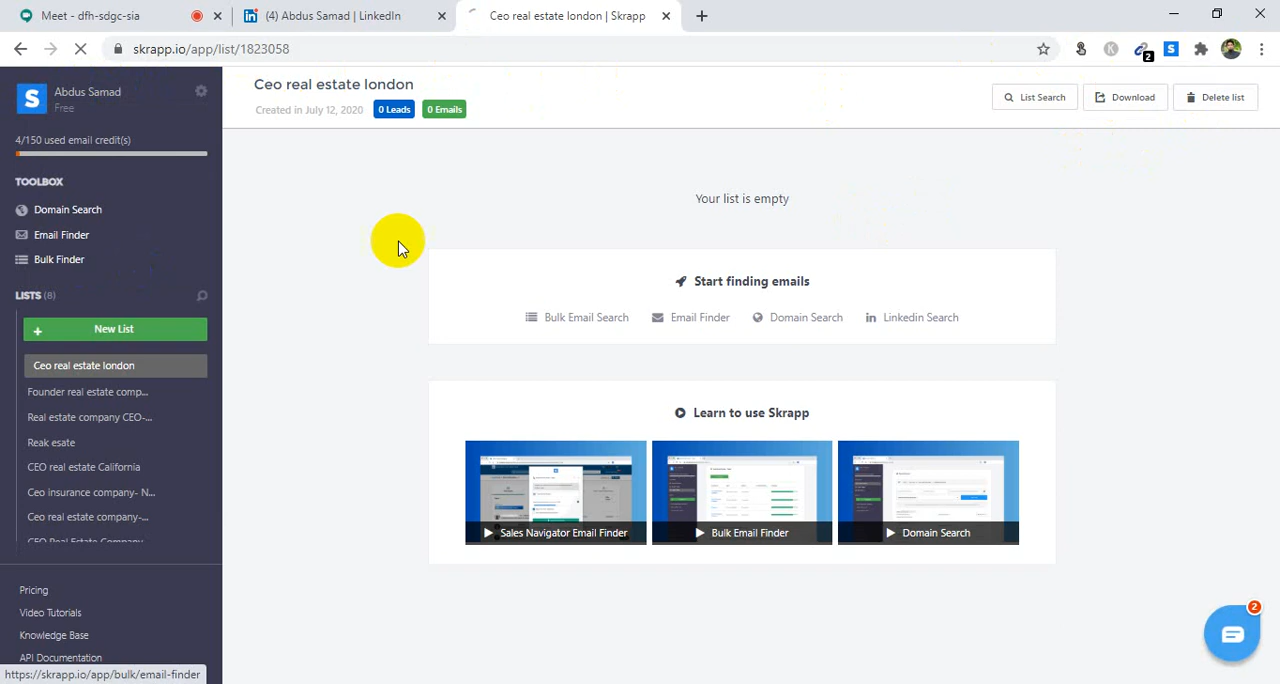 Meet - dfh-sdgc-sia
(4) Abdus Samad | LinkedIn
Ceo real estate london | Skrapp
skrapp.io/app/list/1823058
K
2
S
S
Abdus Samad
Free
4/150 used email credit(s)
TOOLBOX
Domain Search
Email Finder
Bulk Finder
LISTS (8)
+ New List
Ceo real estate london
Founder real estate comp...
Real estate company CEO-...
Reak esate
CEO real estate California
Ceo insurance company- N...
Ceo real estate company-...
CEO Real Estate Company
Pricing
Video Tutorials
Knowledge Base
API Documentation
https://skrapp.io/app/bulk/email-finder
Ceo real estate london
Created in July 12, 2020 0 Leads 0 Emails
List Search Download Delete list
Your list is empty
Start finding emails
Bulk Email Search Email Finder Domain Search in Linkedin Search
Learn to use Skrapp
Sales Navigator Email Finder
Bulk Email Finder
Domain Search
2